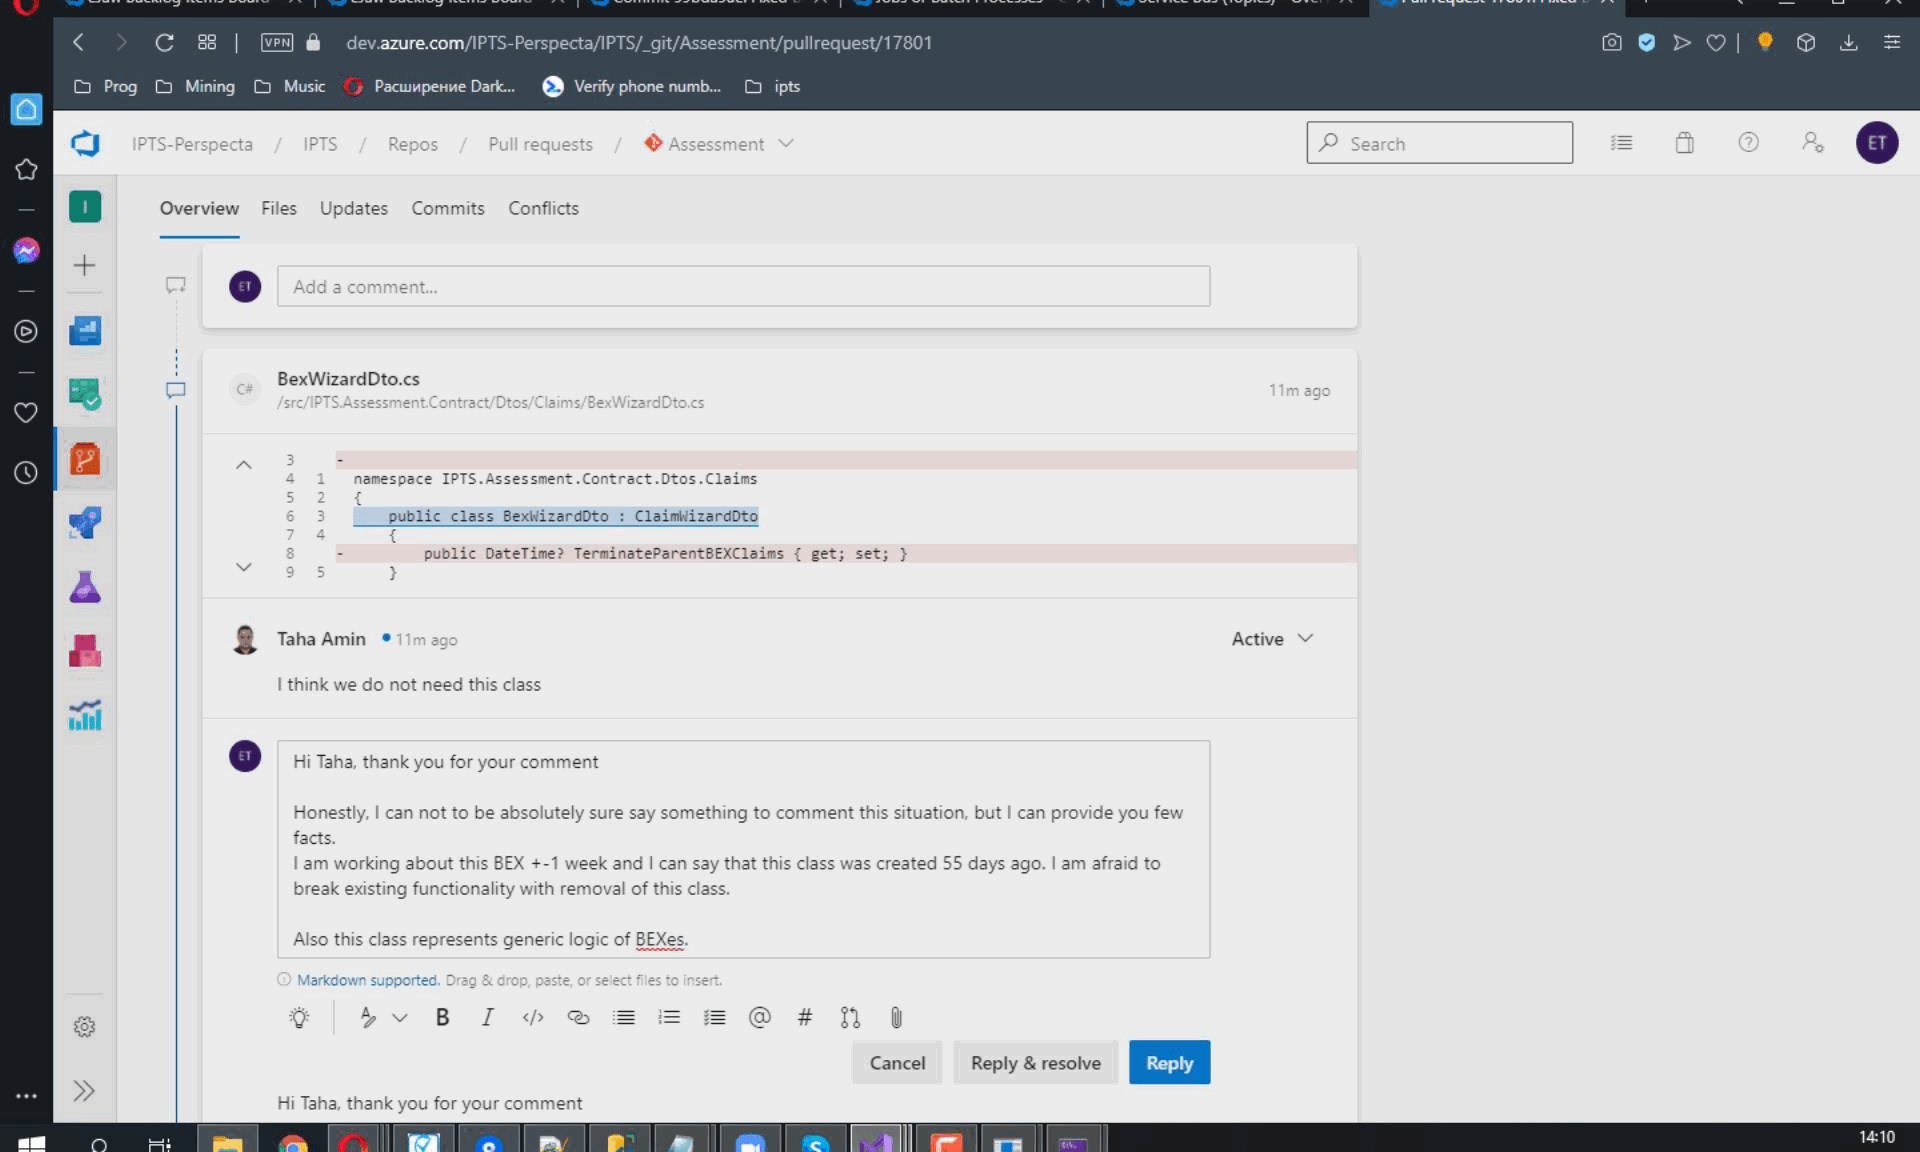 VPN
dev.azure.com/IPTS-Perspecta/IPTS/_git/Assessment/pullrequest/17801
Prog
Mining
Music
Расширение Dark...
Verify phone numb...
ipts
IPTS-Perspecta / IPTS / Repos / Pull requests / Assessment
Search
ET
I
Overview Files Updates Commits Conflicts
ET
Add a comment...
C#
BexWizardDto.cs
/src/IPTS.Assessment.Contract/Dtos/Claims/BexWizardDto.cs
11m ago
3 -
4 1 namespace IPTS.Assessment.Contract.Dtos.Claims
5 2 {
6 3 public class BexWizardDto : ClaimWizardDto
7 4 {
8 - public DateTime? TerminateParentBEXClaims { get; set; }
9 5 }
Taha Amin
11m ago
Active
I think we do not need this class
ET
Hi Taha, thank you for your comment
Honestly, I can not to be absolutely sure say something to comment this situation, but I can provide you few
facts.
I am working about this BEX +-1 week and I can say that this class was created 55 days ago. I am afraid to
break existing functionality with removal of this class.
Also this class represents generic logic of BEXes.
Markdown supported. Drag & drop, paste, or select files to insert.
Cancel
Reply & resolve
Reply
Hi Taha, thank you for your comment
14:10